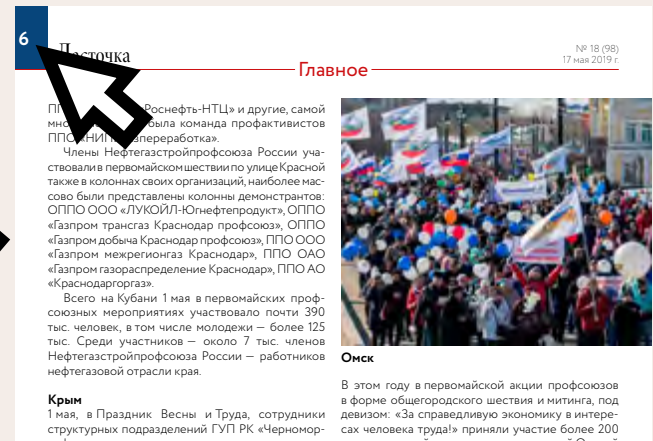 6
Ласточка
Главное
№ 18 (98)
17 мая 2019 г.
Роснефть-НТЦ» и другие, самой
была команда профактивистов
переработка».
Члены Нефтегазстройпрофсоюза России уча-
ствовали в первомайском шествии по улице Красной
также в колоннах своих организаций, наиболее мас-
сово были представлены колонны демонстрантов:
ОППО ООО «ЛУКОЙЛ-Югнефтепродукт», ОППО
«Газпром трансгаз Краснодар профсоюз», ОППО
«Газпром добыча Краснодар профсоюз», ППО ООО
«Газпром межрегионгаз Краснодар», ППО ОАО
«Газпром газораспределение Краснодар», ППО АО
«Краснодаргоргаз».
Всего на Кубани 1 мая в первомайских проф-
союзных мероприятиях участвовало почти 390
тыс. человек, в том числе молодежи — более 125
тыс. Среди участников — около 7 тыс. членов
Нефтегазстройпрофсоюза России — работников
нефтегазовой отрасли края.
Крым
1 мая, в Праздник Весны и Труда, сотрудники
структурных подразделений ГУП РК «Черномор-
Омск
В этом году в первомайской акции профсоюзов
в форме общегородского шествия и митинга, под
девизом: «За справедливую экономику в интере-
сах человека труда!» приняли участие более 200